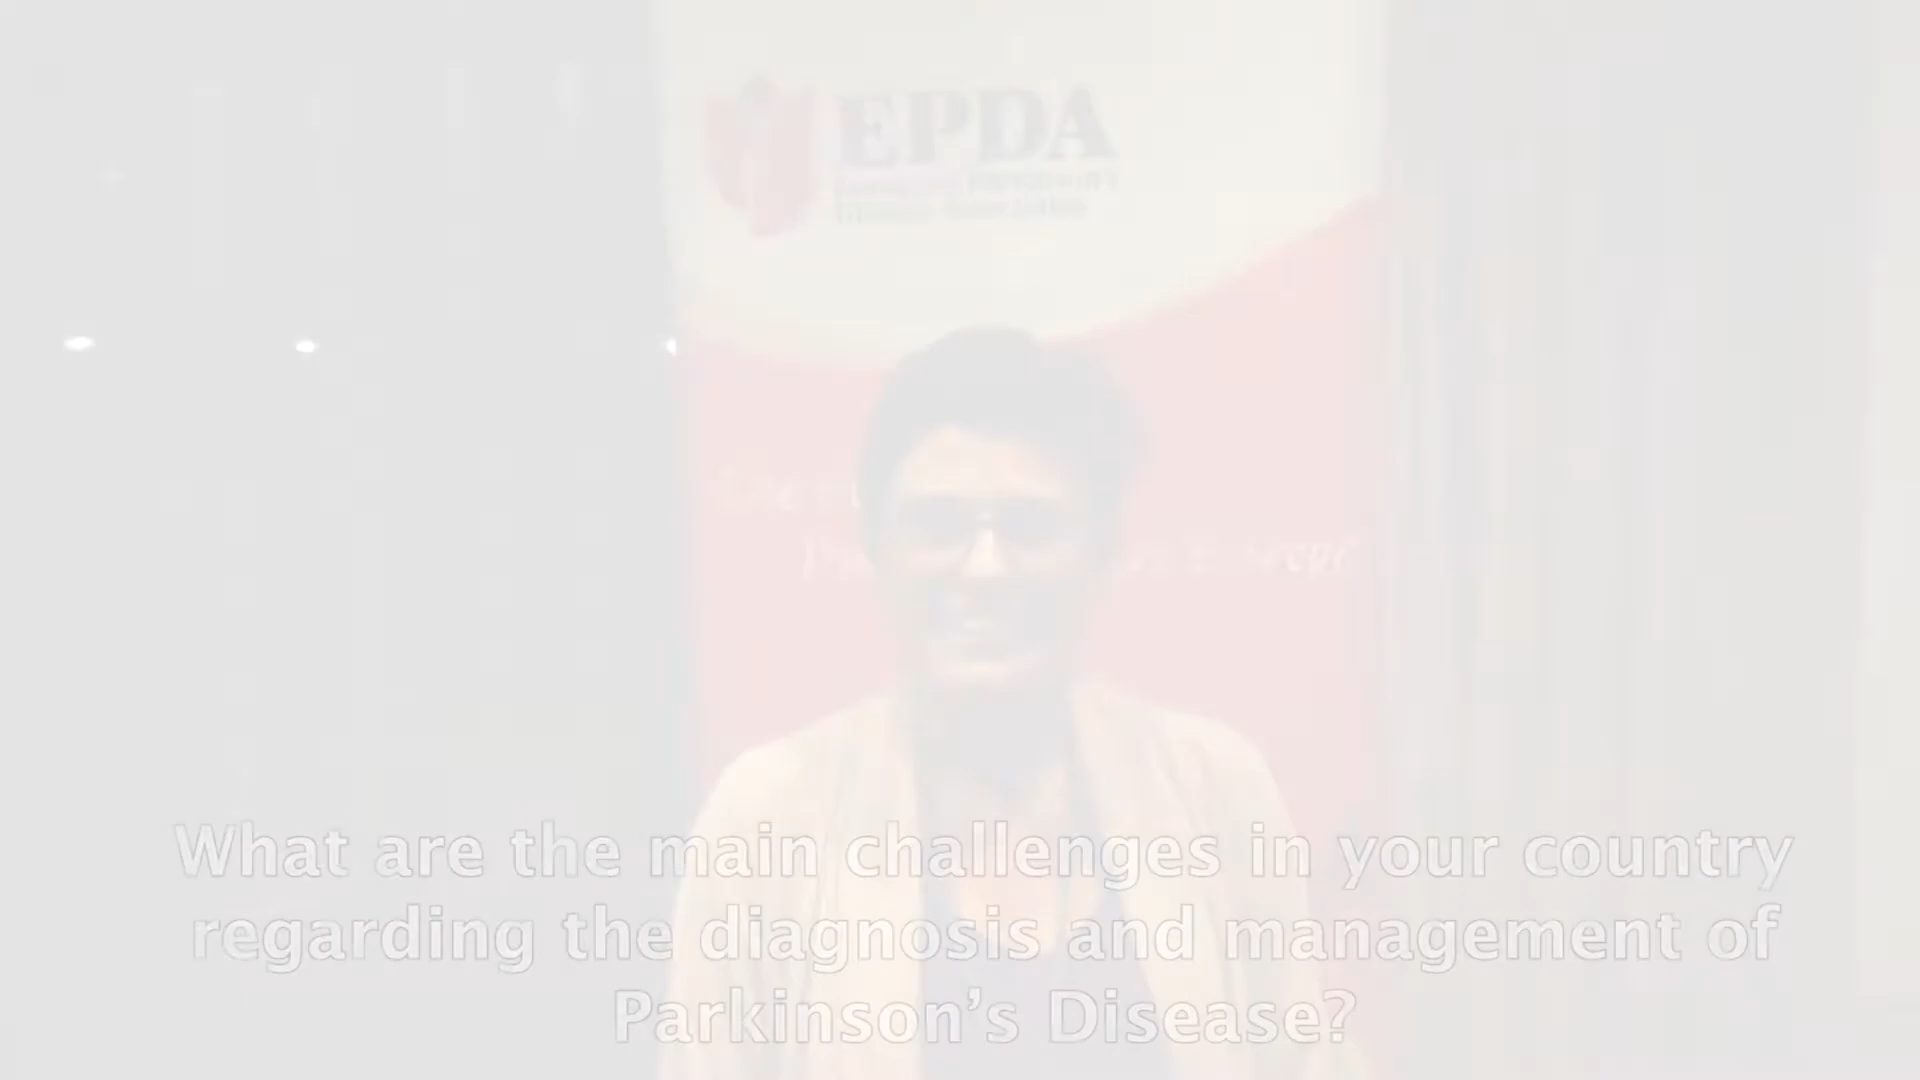 EPDA
What are the main challenges in your country
regarding the diagnosis and management of
Parkinson's Disease?